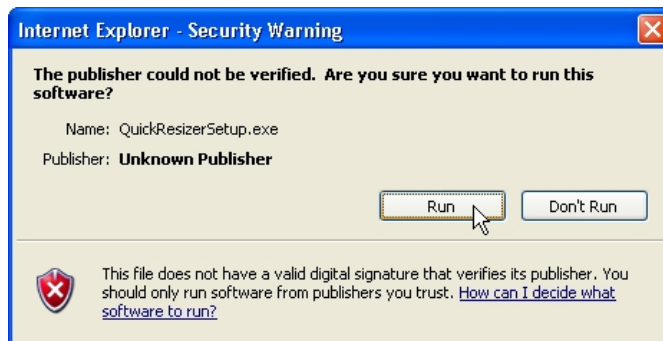 Internet Explorer - Security Warning
The publisher could not be verified. Are you sure you want to run this
software?
Name: QuickResizerSetup.exe
Publisher: Unknown Publisher
Run
Don't Run
This file does not have a valid digital signature that verifies its publisher. You
should only run software from publishers you trust. How can I decide what
software to run?